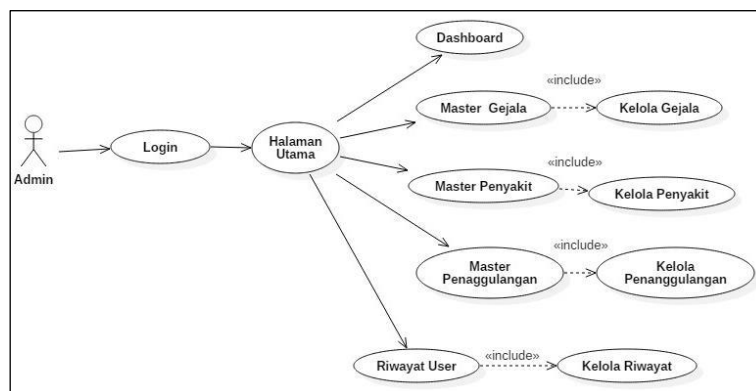 Dashboard
«include»
Master  Gejala
Kelola Gejala
Login
Halaman
Utama
Admin
«include»
Master Penyakit
Kelola Penyakit
«include»
Master
Penaggulangan
Kelola
Penanggulangan
Riwayat User
«include»
Kelola Riwayat